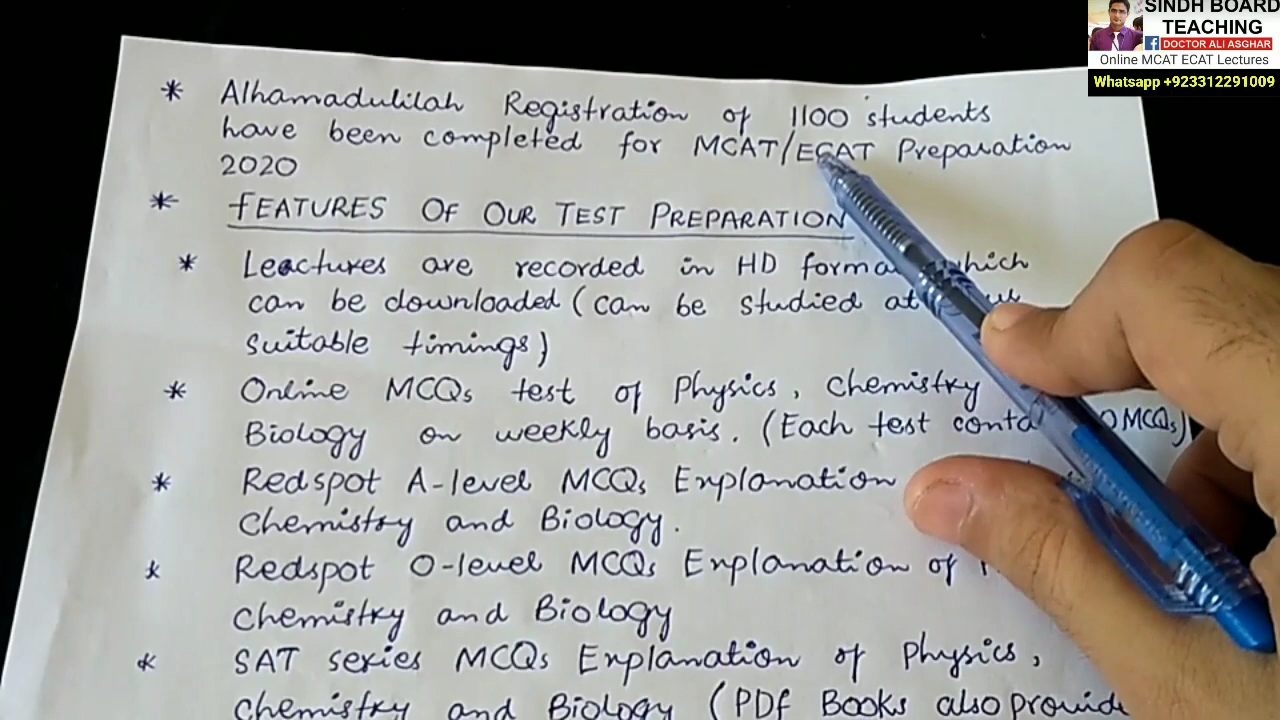 SINDH BOARD
TEACHING
DOCTOR ALI ASGHAR
Online MCAT ECAT Lectures
Whatsapp +923312291009
* Alhamadulilah Registration of 1100 students
have been completed for MCAT/ECAT Preparation
2020
* FEATURES OF OUR TEST PREPARATION
* Leactures are recorded in HD which
can be downloaded (can be studied at
suitable timings)
* Online MCQs test of Physics, Chemistry
Biology on weekly basis. (Each test MCQs)
* Redspot A-level MCQs Explanation
Chemistry and Biology.
* Redspot O-level MCQs Explanation of
Chemistry and Biology
* SAT series MCQs Explanation of Physics,
Chemistry and Biology (PDF Books also provide